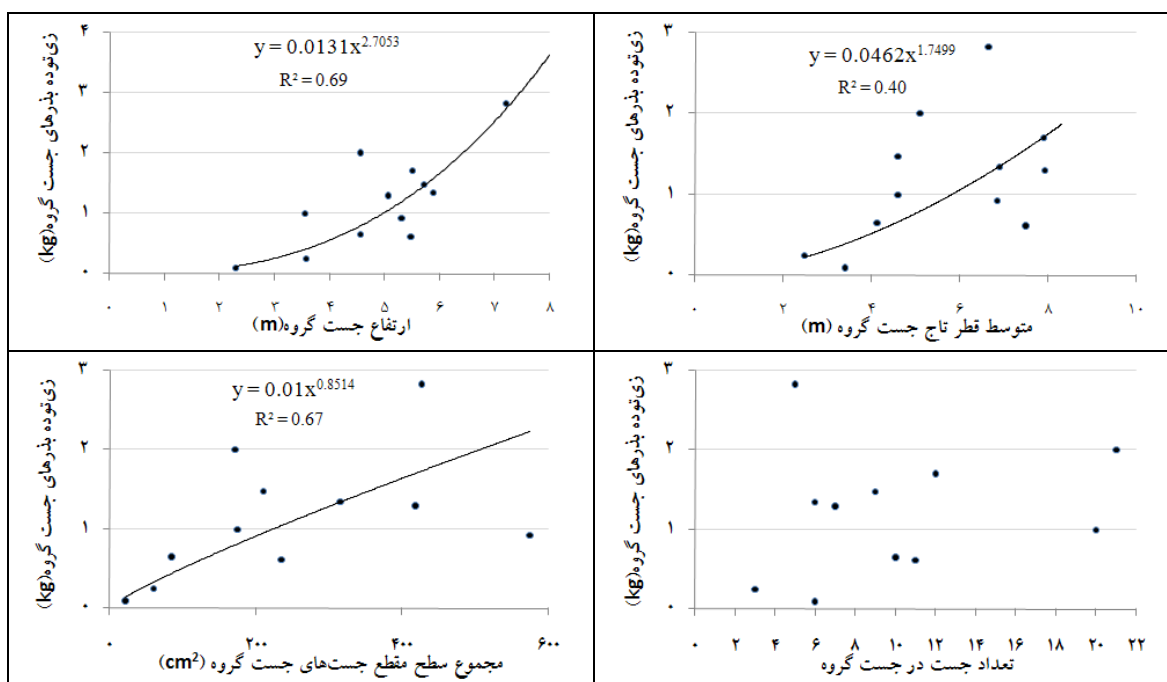 زی‌توده بذرهای جست گروه(kg)
۴
۳
۲
۱
۰
y = 0.0131x^2.7053
R² = 0.69
۰ ۱ ۲ ۳ ۴ ۵ ۶ ۷ ۸
ارتفاع جست گروه(m)
زی‌توده بذرهای جست گروه(kg)
۳
۲
۱
۰
y = 0.0462x^1.7499
R² = 0.40
۰ ۲ ۴ ۶ ۸ ۱۰
متوسط قطر تاج جست گروه (m)
زی‌توده بذرهای جست گروه(kg)
۳
۲
۱
۰
y = 0.01x^0.8514
R² = 0.67
۰ ۲۰۰ ۴۰۰ ۶۰۰
مجموع سطح مقطع جست‌های جست گروه (cm²)
زی‌توده بذرهای جست گروه(kg)
۳
۲
۱
۰
۰ ۲ ۴ ۶ ۸ ۱۰ ۱۲ ۱۴ ۱۶ ۱۸ ۲۰ ۲۲
تعداد جست در جست گروه